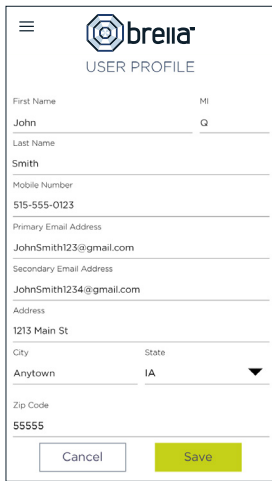 brella
USER PROFILE
First Name MI
John Q
Last Name
Smith
Mobile Number
515-555-0123
Primary Email Address
JohnSmith123@gmail.com
Secondary Email Address
JohnSmith1234@gmail.com
Address
1213 Main St
City State
Anytown IA
Zip Code
55555
Cancel Save